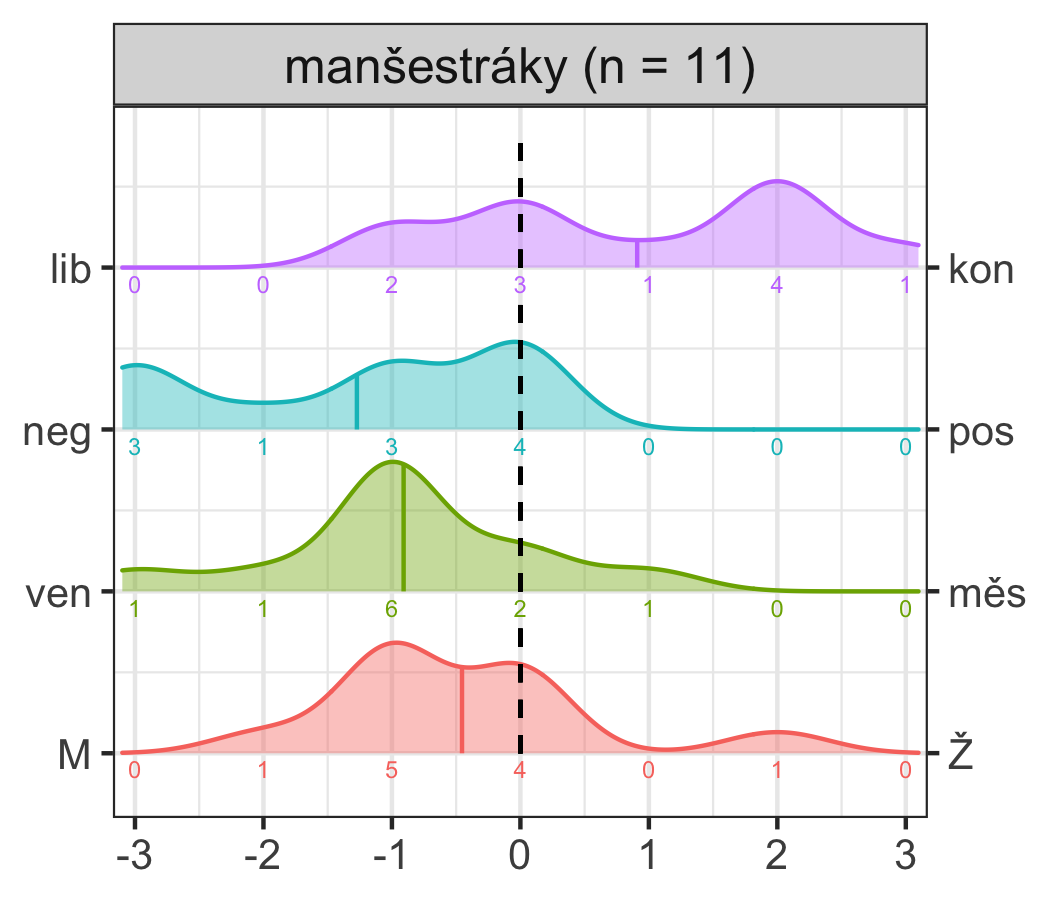 manšestráky (n = 11)
lib kon
0 0 2 3 1 4 1
neg pos
3 1 3 4 0 0 0
ven měs
1 1 6 2 1 0 0
M Ž
0 1 5 4 0 1 0
-3 -2 -1 0 1 2 3